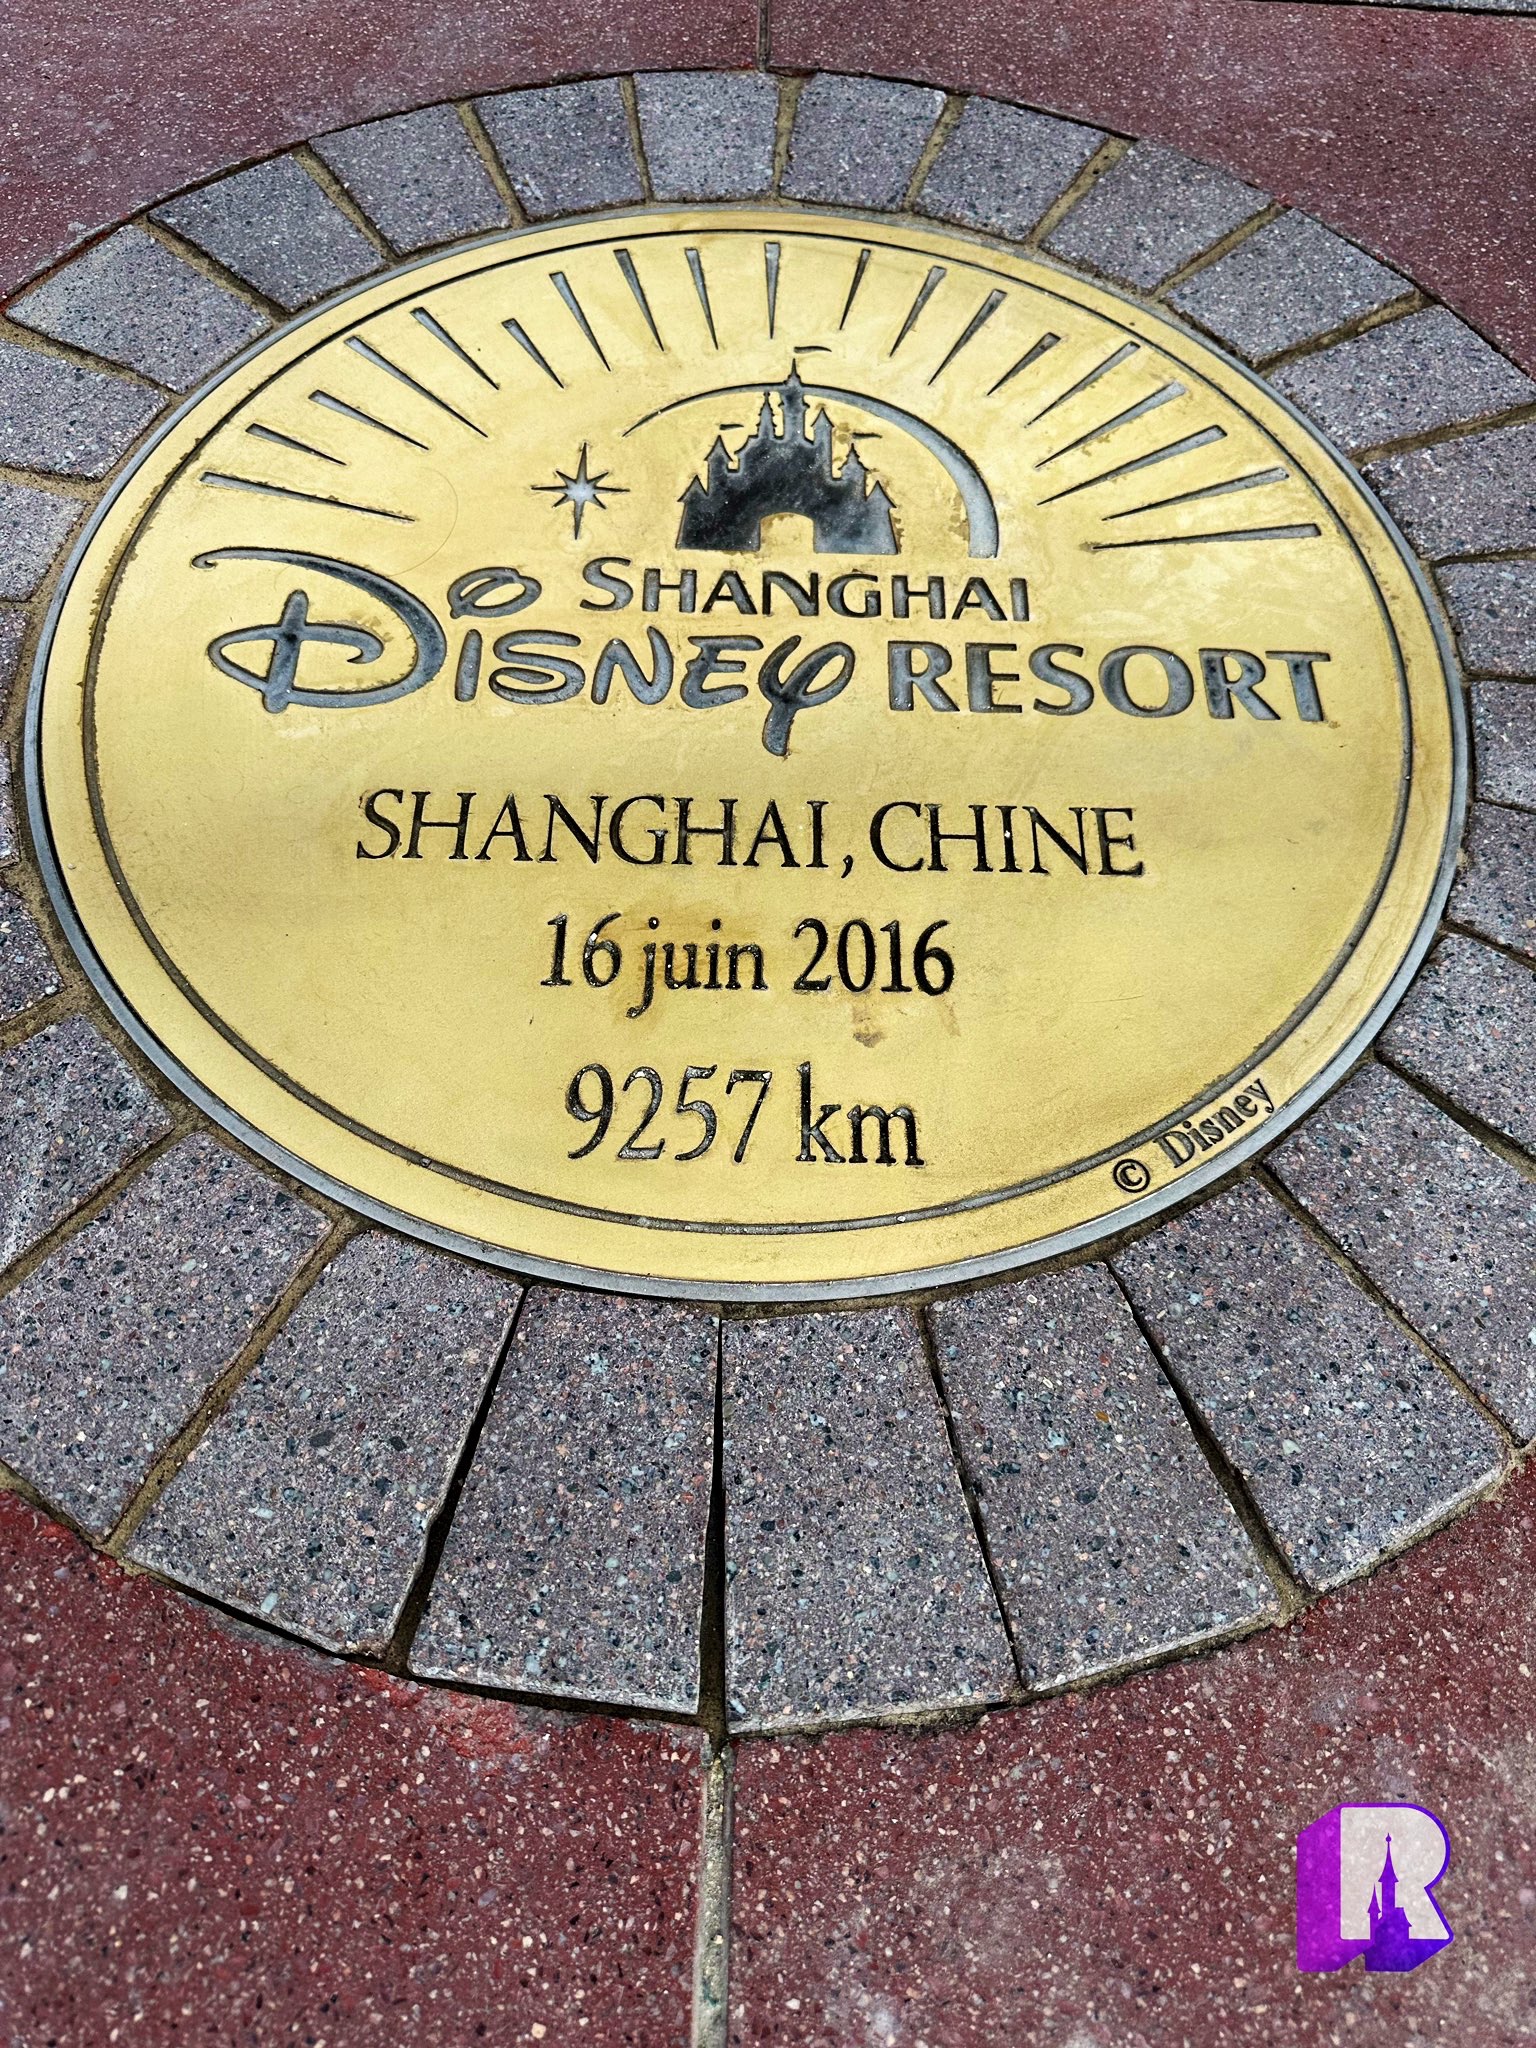 SHANGHAI
DISNEY RESORT
SHANGHAI, CHINE
16 juin 2016
9257 km
© Disney
R